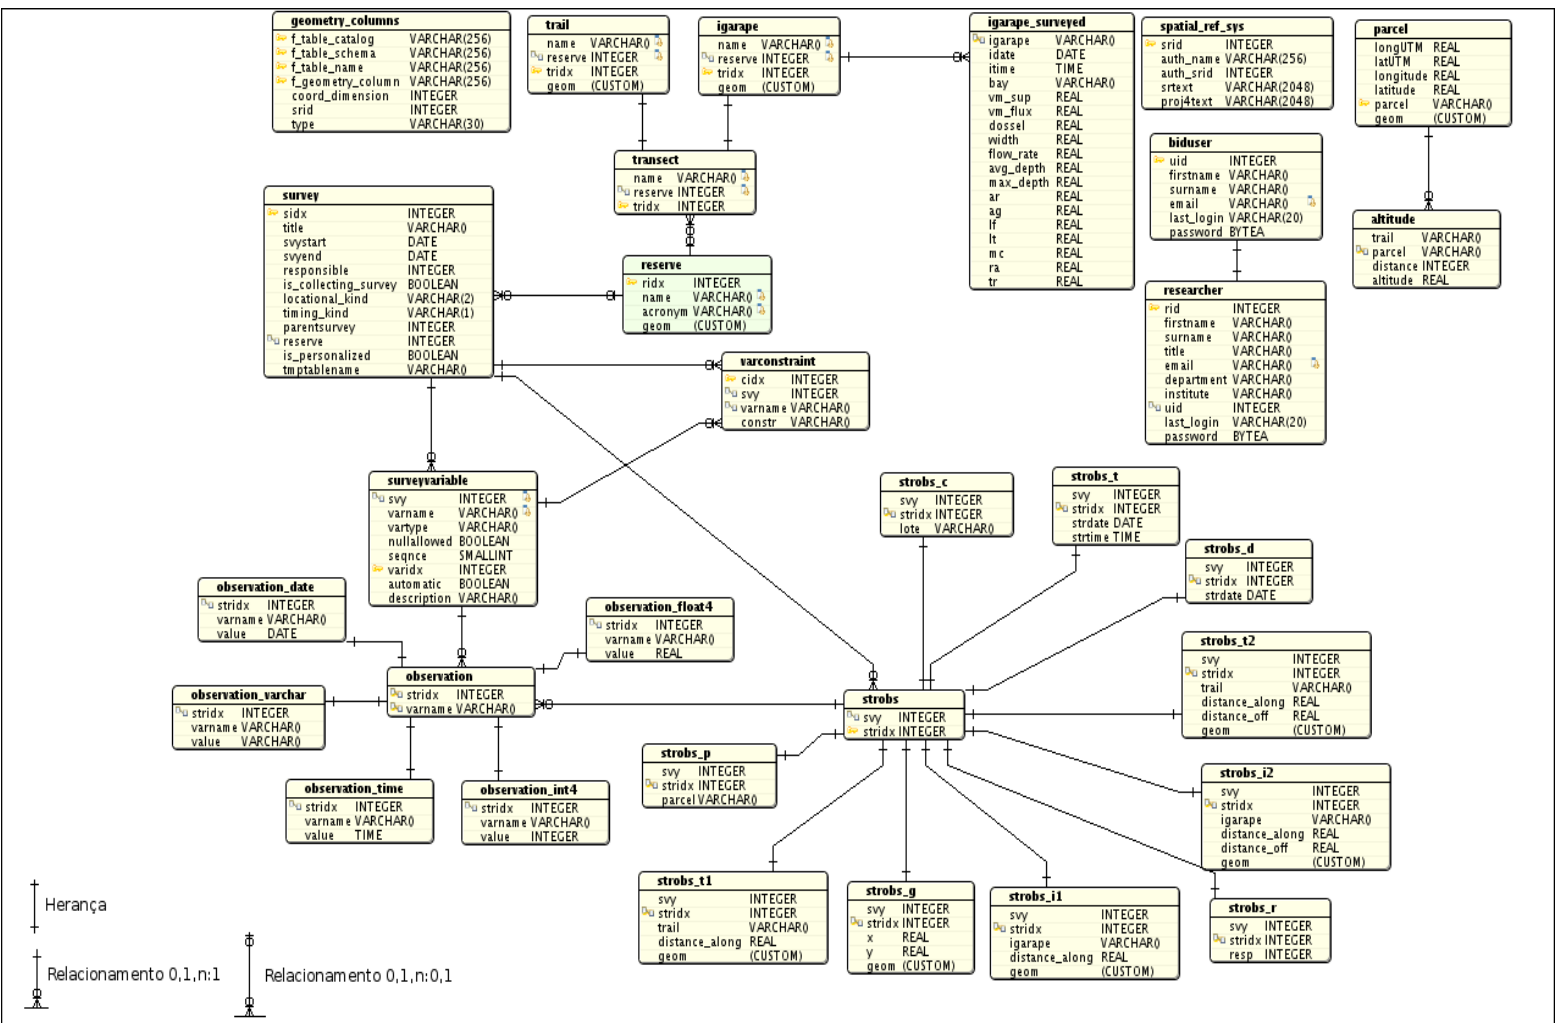 geometry_columns
f_table_catalog VARCHAR(256)
f_table_schema VARCHAR(256)
f_table_name VARCHAR(256)
f_geometry_column VARCHAR(256)
coord_dimension INTEGER
srid INTEGER
type VARCHAR(30)
trail
name VARCHAR()
reserve INTEGER
tridx INTEGER
geom (CUSTOM)
igarape
name VARCHAR()
reserve INTEGER
tridx INTEGER
geom (CUSTOM)
igarape_surveyed
igarape VARCHAR()
idate DATE
itime TIME
bay VARCHAR()
vm_sup REAL
vm_flux REAL
dossel REAL
width REAL
flow_rate REAL
avg_depth REAL
max_depth REAL
ar REAL
ag REAL
lf REAL
lt REAL
mc REAL
ra REAL
tr REAL
spatial_ref_sys
srid INTEGER
auth_name VARCHAR(256)
auth_srid INTEGER
srtext VARCHAR(2048)
proj4text VARCHAR(2048)
parcel
longUTM REAL
latUTM REAL
longitude REAL
latitude REAL
parcel VARCHAR()
geom (CUSTOM)
biduser
uid INTEGER
firstname VARCHAR()
surname VARCHAR()
email VARCHAR()
last_login VARCHAR(20)
password BYTEA
transect
name VARCHAR()
reserve INTEGER
tridx INTEGER
survey
sidx INTEGER
title VARCHAR()
svystart DATE
svyend DATE
responsible INTEGER
is_collecting_survey BOOLEAN
locational_kind VARCHAR(2)
timing_kind VARCHAR(1)
parentsurvey INTEGER
reserve INTEGER
is_personalized BOOLEAN
tmptablename VARCHAR()
altitude
trail VARCHAR()
parcel VARCHAR()
distance INTEGER
altitude REAL
reserve
ridx INTEGER
name VARCHAR()
acronym VARCHAR()
geom (CUSTOM)
researcher
rid INTEGER
firstname VARCHAR()
surname VARCHAR()
title VARCHAR()
email VARCHAR()
department VARCHAR()
institute VARCHAR()
uid INTEGER
last_login VARCHAR(20)
password BYTEA
varconstraint
cidx INTEGER
svy INTEGER
varname VARCHAR()
constr VARCHAR()
surveyvariable
svy INTEGER
varname VARCHAR()
vartype VARCHAR()
nullallowed BOOLEAN
seqnce SMALLINT
varidx INTEGER
automatic BOOLEAN
description VARCHAR()
strobs_c
svy INTEGER
stridx INTEGER
lote VARCHAR()
strobs_t
svy INTEGER
stridx INTEGER
strdate DATE
strtime TIME
strobs_d
svy INTEGER
stridx INTEGER
strdate DATE
observation_date
stridx INTEGER
varname VARCHAR()
value DATE
observation_float4
stridx INTEGER
varname VARCHAR()
value REAL
strobs_t2
svy INTEGER
stridx INTEGER
trail VARCHAR()
distance_along REAL
distance_off REAL
geom (CUSTOM)
observation
stridx INTEGER
varname VARCHAR()
observation_varchar
stridx INTEGER
varname VARCHAR()
value VARCHAR()
strobs
svy INTEGER
stridx INTEGER
strobs_p
svy INTEGER
stridx INTEGER
parcel VARCHAR()
strobs_i2
svy INTEGER
stridx INTEGER
igarape VARCHAR()
distance_along REAL
distance_off REAL
geom (CUSTOM)
observation_time
stridx INTEGER
varname VARCHAR()
value TIME
observation_int4
stridx INTEGER
varname VARCHAR()
value INTEGER
strobs_t1
svy INTEGER
stridx INTEGER
trail VARCHAR()
distance_along REAL
geom (CUSTOM)
strobs_g
svy INTEGER
stridx INTEGER
x REAL
y REAL
geom (CUSTOM)
strobs_i1
svy INTEGER
stridx INTEGER
igarape VARCHAR()
distance_along REAL
geom (CUSTOM)
strobs_r
svy INTEGER
stridx INTEGER
resp INTEGER
Herança
Relacionamento 0,1,n:1
Relacionamento 0,1,n:0,1